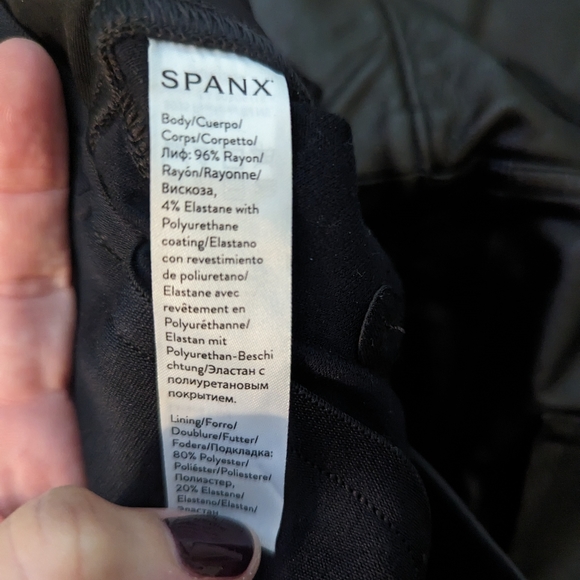 SPANX
Body/Cuerpo/
Corps/Corpetto/
Лиф: 96% Rayon/
Rayón/Rayonne/
Вискоза,
4% Elastane with
Polyurethane
coating/Elastano
con revestimiento
de poliuretano/
Elastane avec
revêtement en
Polyuréthanne/
Elastan mit
Polyurethan-Beschi
chtung/Эластан с
полиуретановым
покрытием.
Lining/Forro/
Doublure/Futter/
Fodera/Подкладка:
80% Polyester/
Poliéster/Poliestere/
Полиэстер,
20% Elastane/
Elastano/Elastan/
Эластан